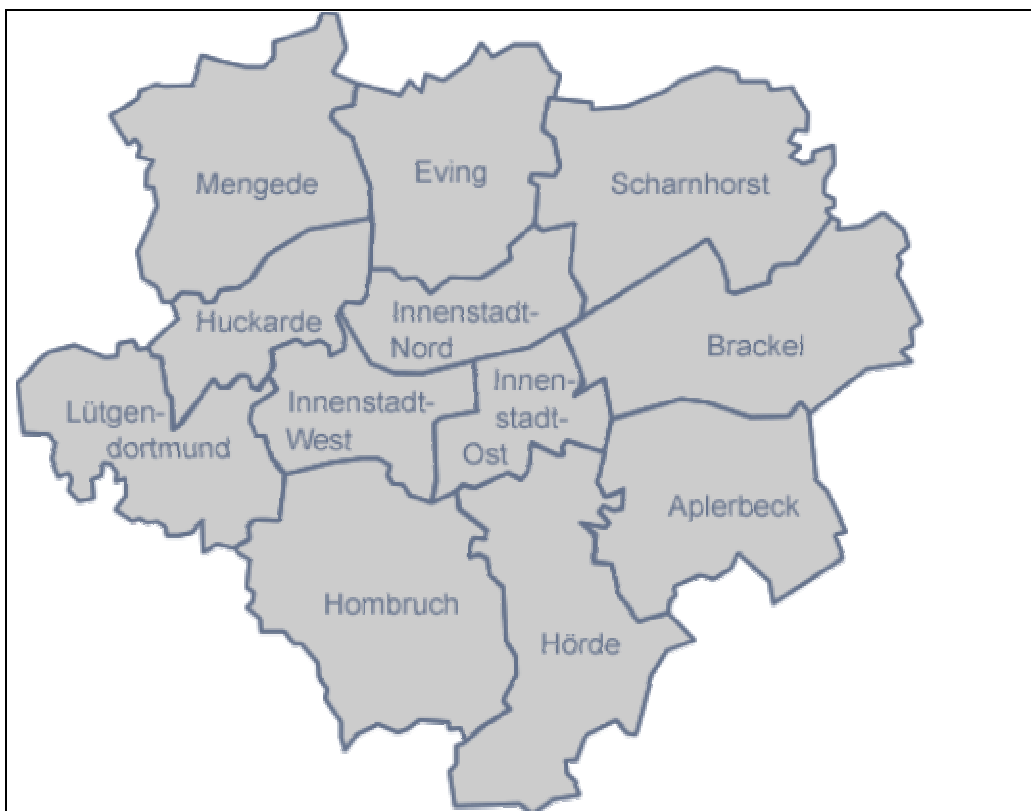 Mengede
Eving
Scharnhorst
Huckarde
Innenstadt-
Nord
Brackel
Lütgen-
dortmund
Innenstadt-
West
Innen-
stadt-
Ost
Aplerbeck
Hombruch
Hörde